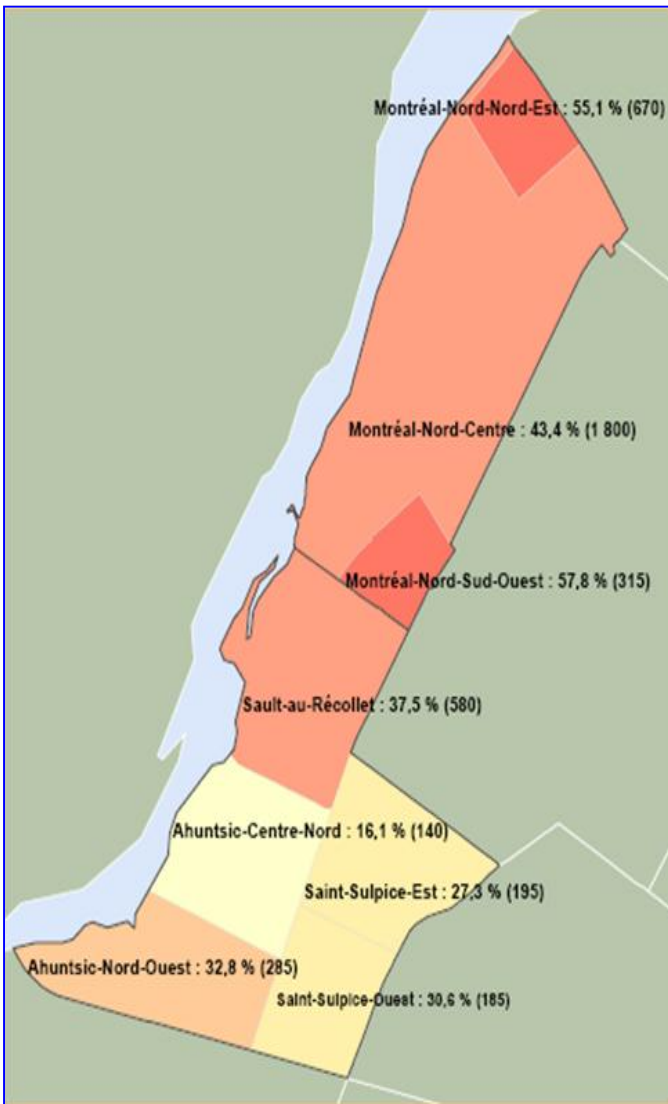 Montréal-Nord-Nord-Est : 55,1 % (670)
Montréal-Nord-Centre : 43,4 % (1 800)
Montréal-Nord-Sud-Ouest : 57,8 % (315)
Sault-au-Récollet : 37,5 % (580)
Ahuntsic-Centre-Nord : 16,1 % (140)
Saint-Sulpice-Est : 27,3 % (195)
Ahuntsic-Nord-Ouest : 32,8 % (285)
Saint-Sulpice-Ouest : 30,6 % (185)